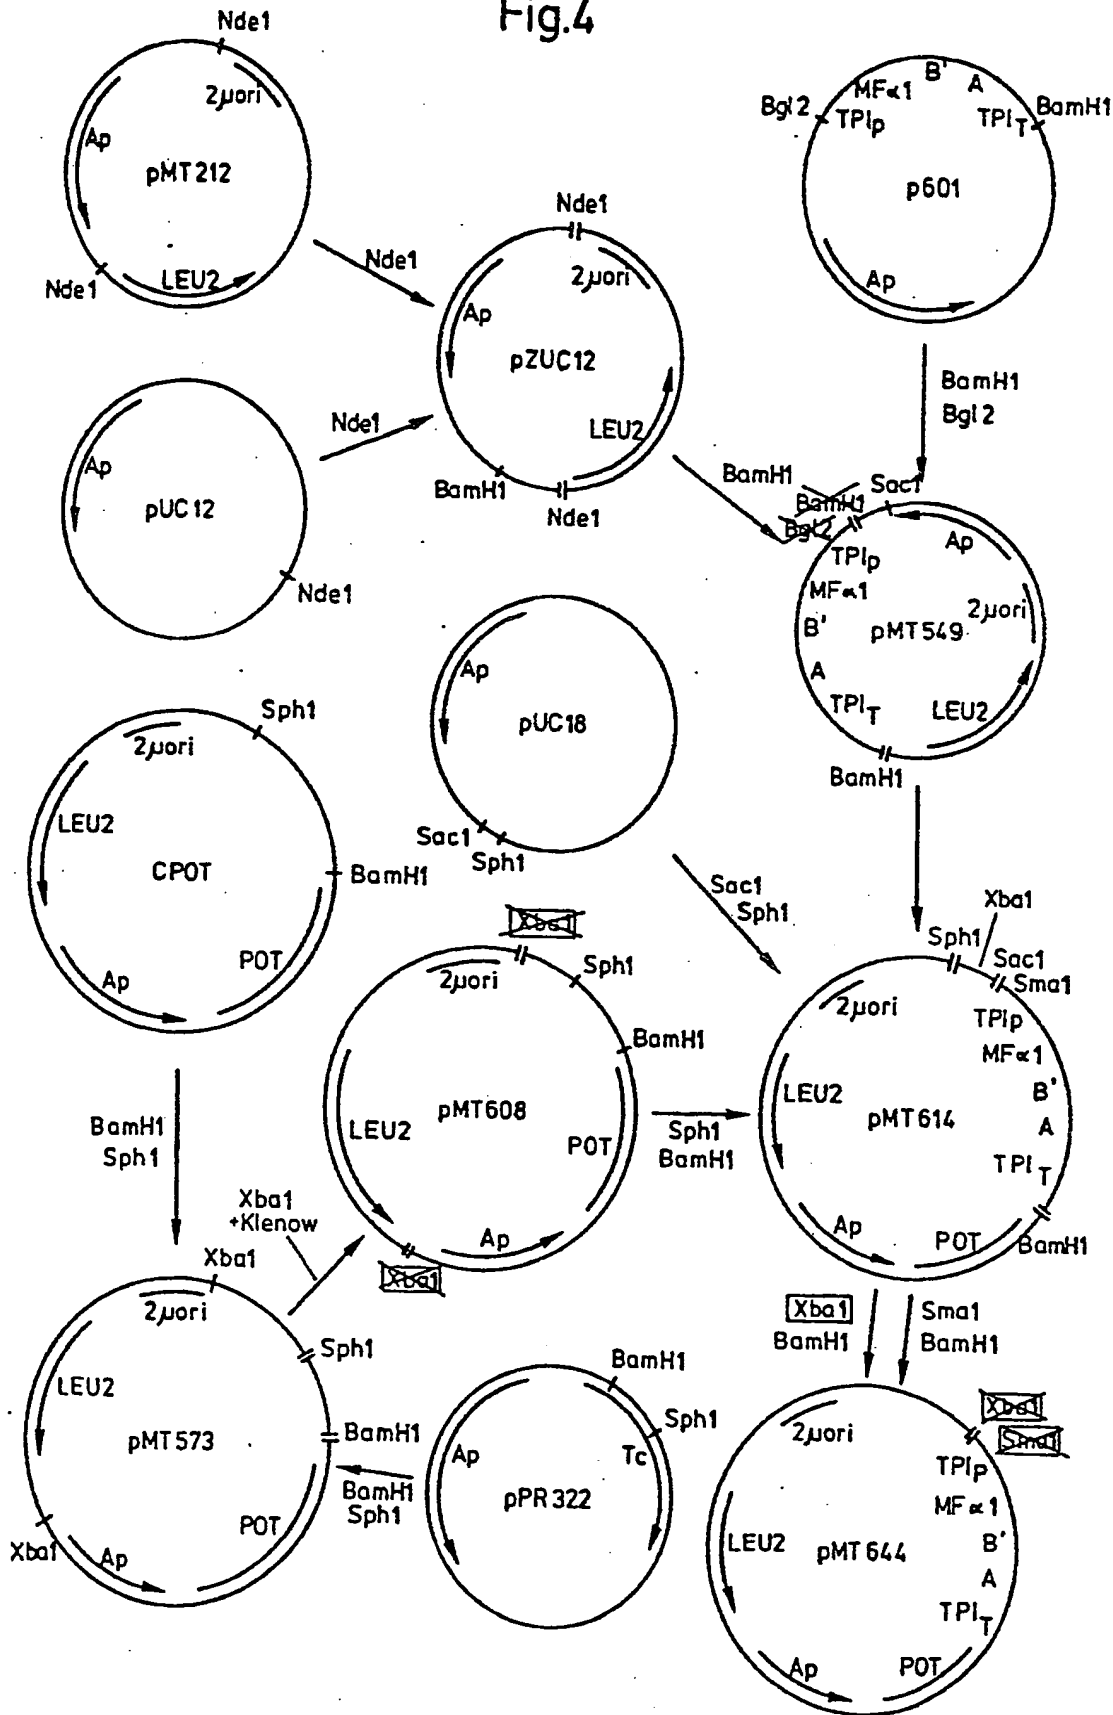 Fig.4
Nde1
2µori
Ap
pMT212
LEU2
Nde1
Nde1
Bgl2
MFα1
B'
A
BamH1
TPIp
TPIT
p601
Ap
Nde1
2µori
Ap
pZUC12
LEU2
BamH1
Nde1
Ap
pUC12
Nde1
Nde1
BamH1
Bgl2
BamH1
BamH1
Bgl2
Sac1
Ap
TPIp
MFα1
2µori
B'
pMT549
A
TPIT
LEU2
BamH1
Ap
pUC18
Sac1
Sph1
Sac1
Sph1
Sph1
2µori
LEU2
CPOT
BamH1
POT
Ap
BamH1
Sph1
Xba1
2µori
Sph1
BamH1
LEU2
pMT608
POT
Ap
Xba1
Sph1
BamH1
Xba1
+Klenow
Xba1
Sph1
Sac1
Sma1
2µori
TPIp
MFα1
LEU2
B'
pMT614
A
TPIT
Ap
POT
BamH1
Xba1
BamH1
Sma1
BamH1
Xba1
2µori
Sph1
LEU2
pMT573
BamH1
POT
Xba1
Ap
BamH1
Sph1
BamH1
Sph1
Ap
Tc
pPR322
2µori
Xba1
Sma1
TPIp
MFα1
LEU2
pMT644
B'
A
TPIT
Ap
POT